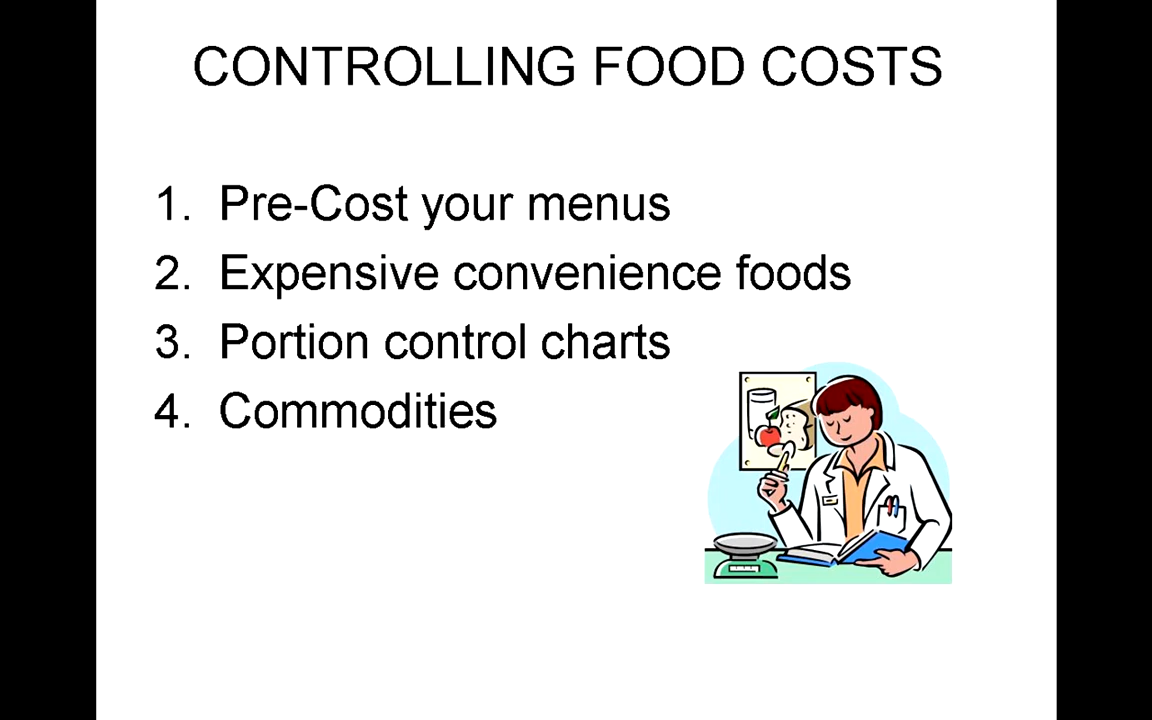 CONTROLLING FOOD COSTS
1. Pre-Cost your menus
2. Expensive convenience foods
3. Portion control charts
4. Commodities